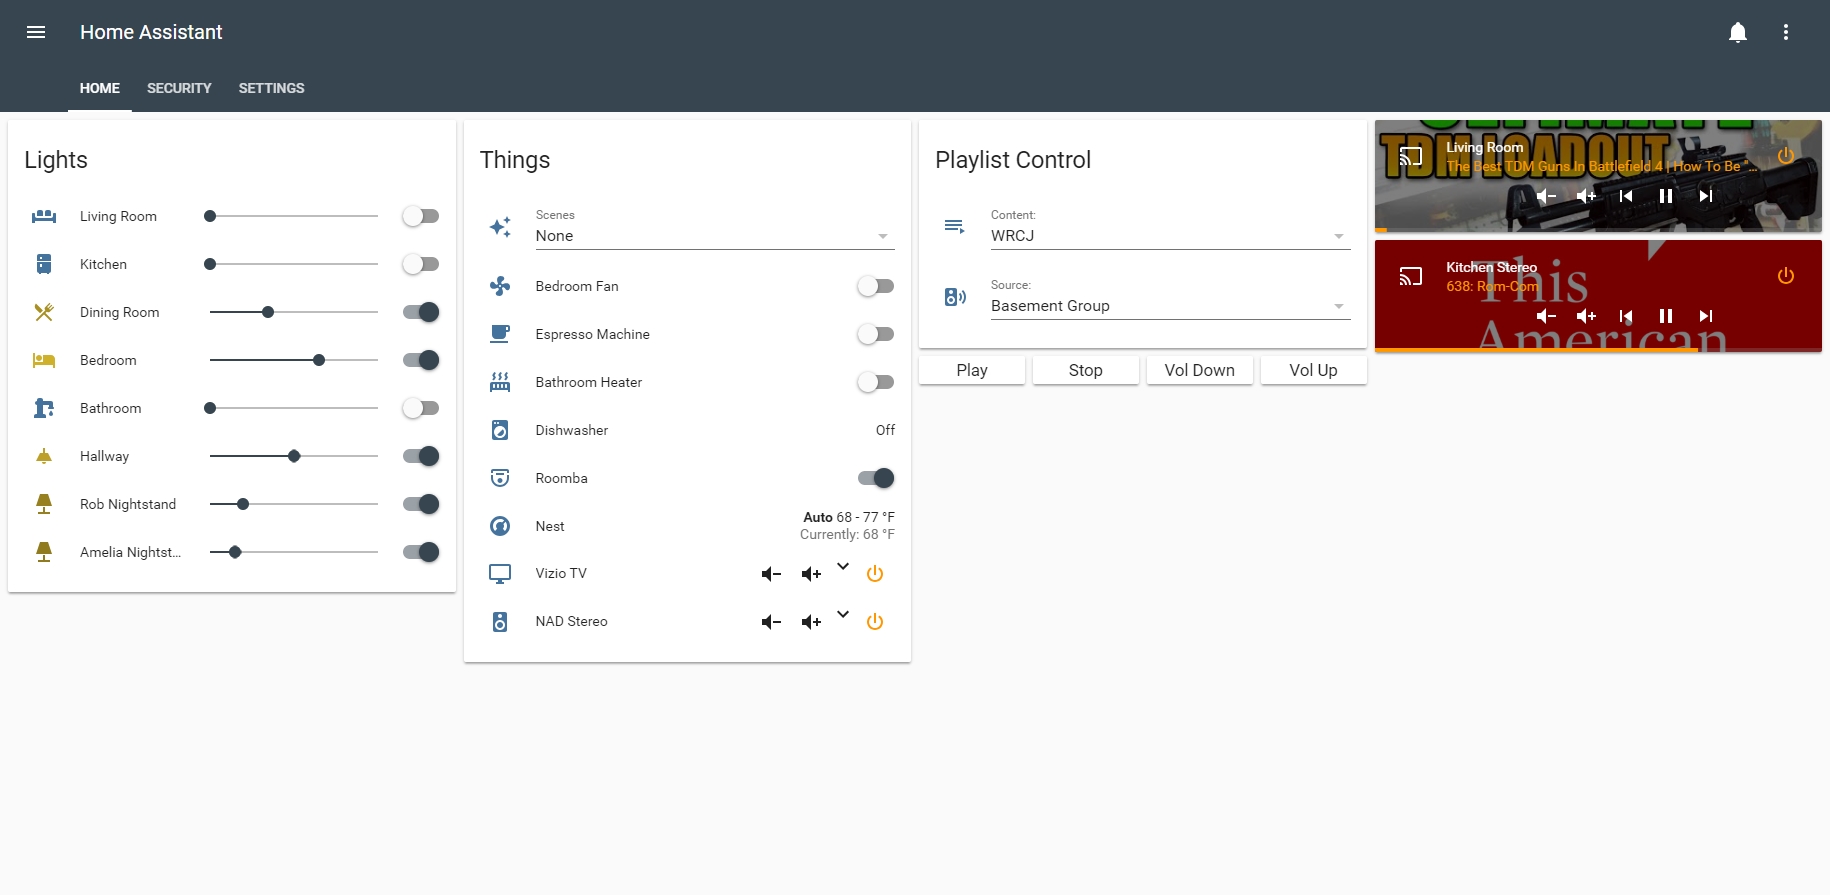 Home Assistant
HOME SECURITY SETTINGS
Lights
Living Room
Kitchen
Dining Room
Bedroom
Bathroom
Hallway
Rob Nightstand
Amelia Nightst...
Things
Scenes
None
Bedroom Fan
Espresso Machine
Bathroom Heater
Dishwasher Off
Roomba
Nest Auto 68 - 77 °F
Currently: 68 °F
Vizio TV
NAD Stereo
Playlist Control
Content:
WRCJ
Source:
Basement Group
Play Stop Vol Down Vol Up
TDM LOADOUT
Living Room
The Best TDM Guns In Battlefield 4 | How To Be "...
Kitchen Stereo
638: Rom-Com
This
American